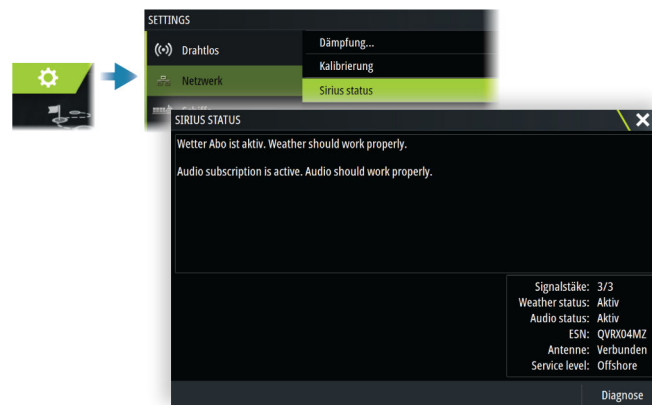 SETTINGS
Drahtlos
Netzwerk
Dämpfung...
Kalibrierung
Sirius status
SIRIUS STATUS
Wetter Abo ist aktiv. Weather should work properly.
Audio subscription is active. Audio should work properly.
Signalstäke: 3/3
Weather status: Aktiv
Audio status: Aktiv
ESN: QVRX04MZ
Antenne: Verbunden
Service level: Offshore
Diagnose